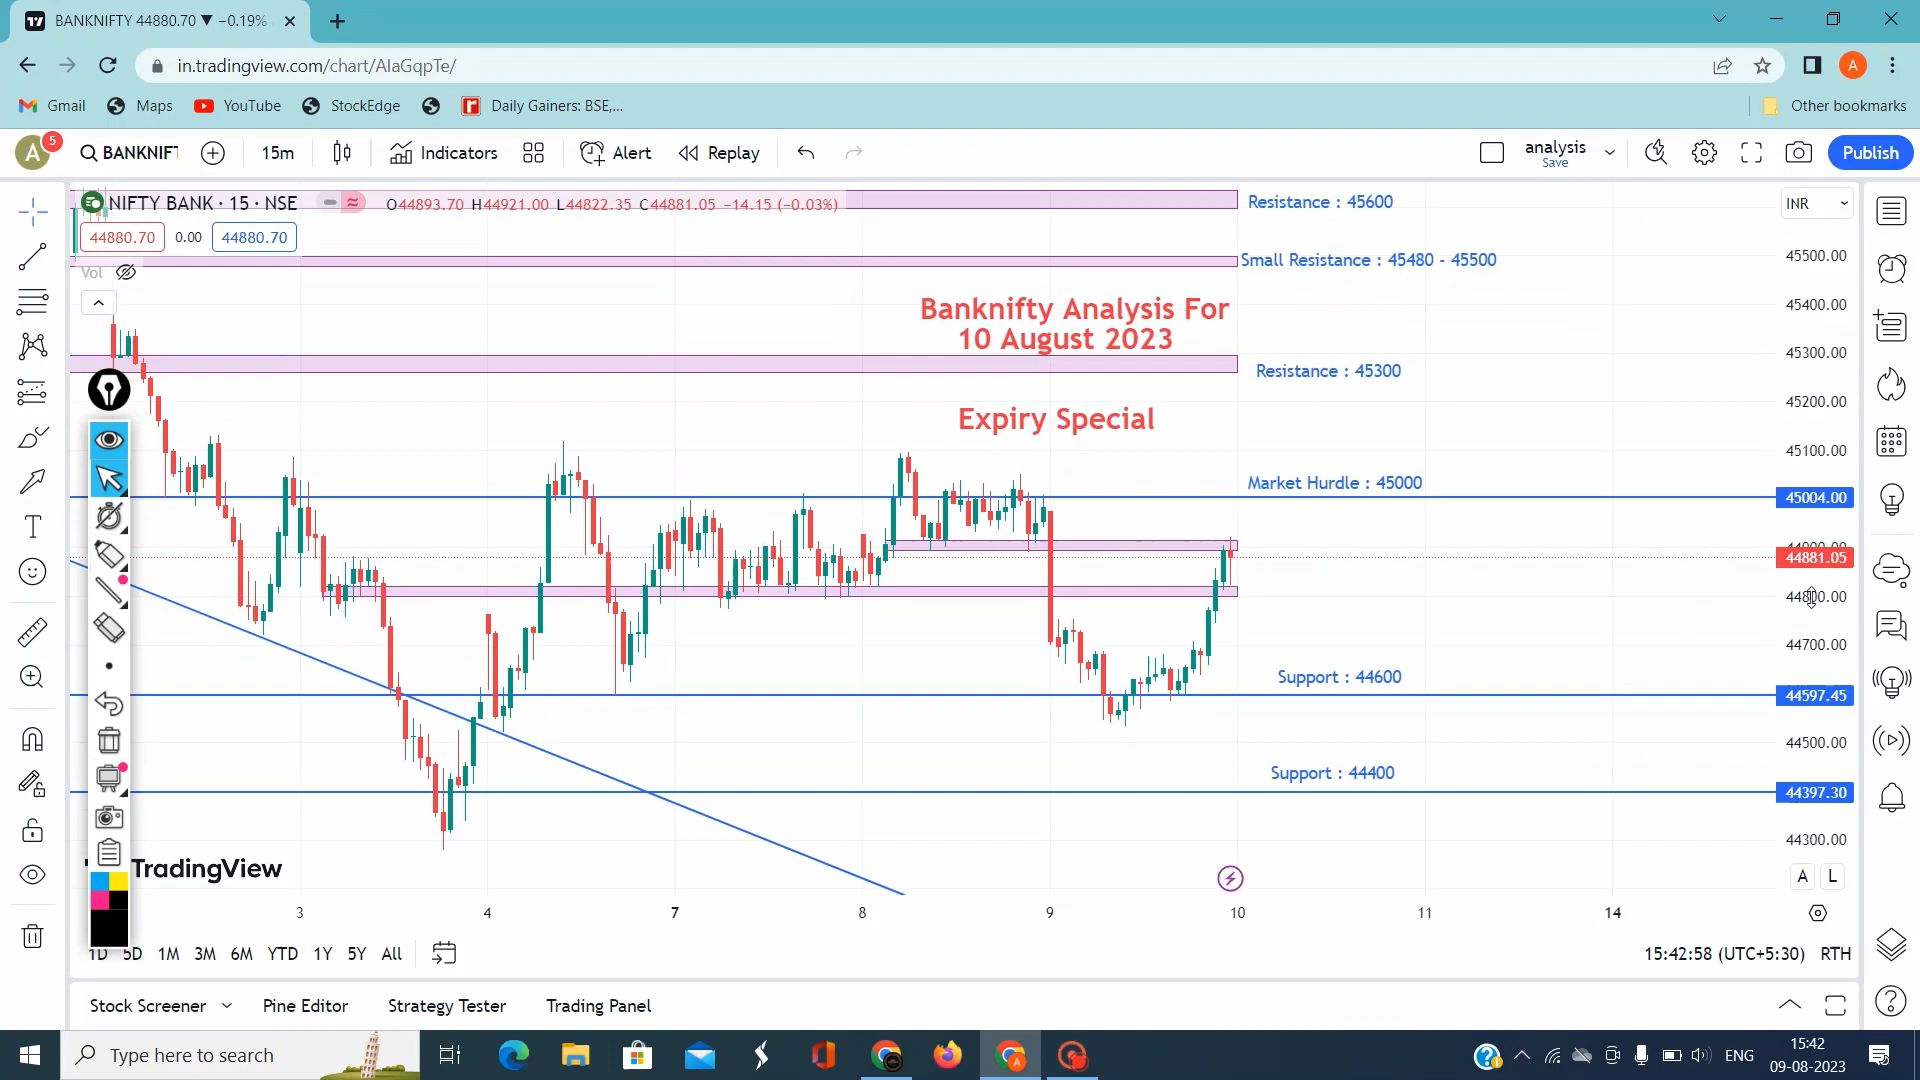 BANKNIFTY 44880.70 ▼ −0.19%
in.tradingview.com/chart/AIaGqpTe/
A
Gmail
Maps
YouTube
StockEdge
Daily Gainers: BSE,...
Other bookmarks
A
5
BANKNIF
15m
Indicators
Alert
Replay
analysis
Save
Publish
NIFTY BANK · 15 · NSE
O44893.70 H44921.00 L44822.35 C44881.05 −14.15 (−0.03%)
44880.70
0.00
44880.70
Vol
INR
Resistance : 45600
Small Resistance : 45480 - 45500
Banknifty Analysis For
10 August 2023
Resistance : 45300
Expiry Special
Market Hurdle : 45000
Support : 44600
Support : 44400
45500.00
45400.00
45300.00
45200.00
45100.00
45004.00
44881.05
44800.00
44700.00
44597.45
44500.00
44397.30
44300.00
A
L
TradingView
3
4
7
8
9
10
11
14
1D
5D
1M
3M
6M
YTD
1Y
5Y
All
15:42:58 (UTC+5:30)
RTH
Stock Screener
Pine Editor
Strategy Tester
Trading Panel
Type here to search
ENG
15:42
09-08-2023